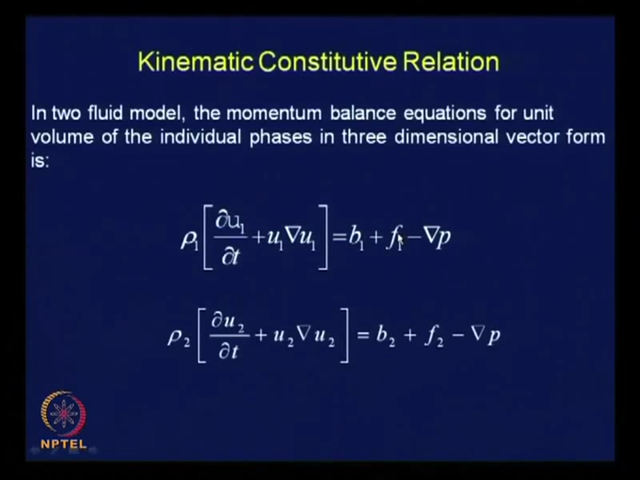 Kinematic Constitutive Relation
In two fluid model, the momentum balance equations for unit
volume of the individual phases in three dimensional vector form
is:
ρ₁[∂u₁/∂t + u₁∇u₁] = b₁ + f₁ − ∇p
ρ₂[∂u₂/∂t + u₂∇u₂] = b₂ + f₂ − ∇p
NPTEL